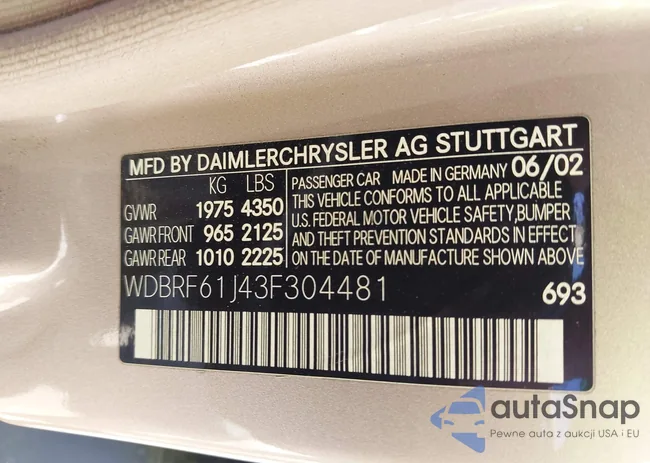 MFD BY DAIMLERCHRYSLER AG STUTTGART
KG LBS
GVWR 1975 4350
GAWR FRONT 965 2125
GAWR REAR 1010 2225
PASSENGER CAR MADE IN GERMANY 06/02
THIS VEHICLE CONFORMS TO ALL APPLICABLE
U.S. FEDERAL MOTOR VEHICLE SAFETY,BUMPER
AND THEFT PREVENTION STANDARDS IN EFFECT
ON THE DATE OF MANUFACTURE SHOWN ABOVE
WDBRF61J43F304481
693
autaSnap
Pewne auta z aukcji USA i EU